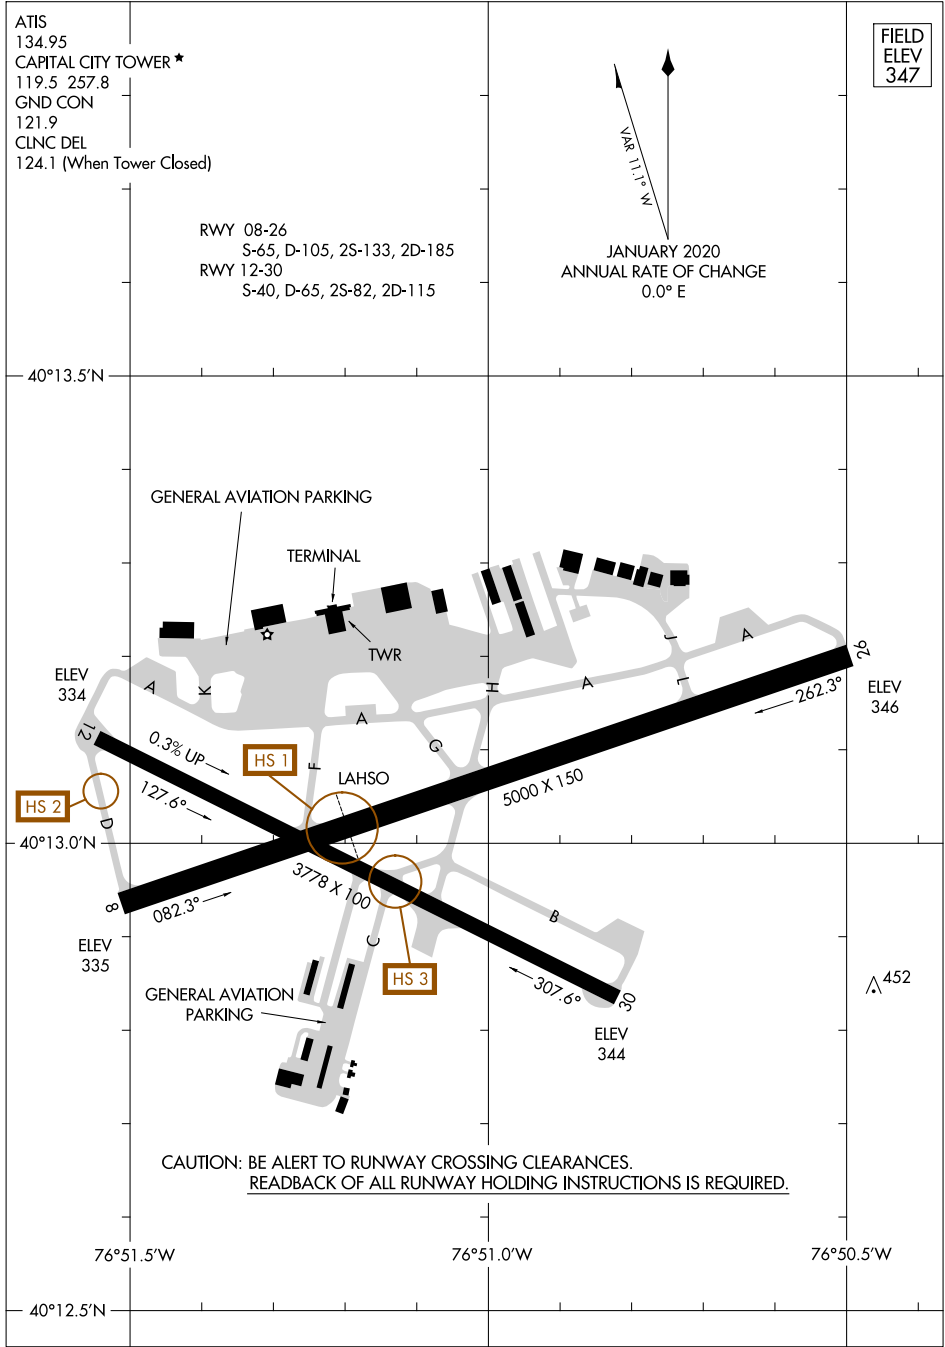 ATIS
134.95
CAPITAL CITY TOWER ★
119.5 257.8
GND CON
121.9
CLNC DEL
124.1 (When Tower Closed)
FIELD
ELEV
347
VAR 11.1° W
JANUARY 2020
ANNUAL RATE OF CHANGE
0.0° E
RWY 08-26
S-65, D-105, 2S-133, 2D-185
RWY 12-30
S-40, D-65, 2S-82, 2D-115
40°13.5'N
GENERAL AVIATION PARKING
TERMINAL
TWR
J
A
26
ELEV
346
262.3°
L
A
H
ELEV
334
A
K
A
G
12
0.3% UP
127.6°
HS 1
F
LAHSO
5000 X 150
HS 2
D
40°13.0'N
3778 X 100
8
082.3°
ELEV
335
C
B
HS 3
307.6°
30
ELEV
344
452
GENERAL AVIATION
PARKING
CAUTION: BE ALERT TO RUNWAY CROSSING CLEARANCES.
READBACK OF ALL RUNWAY HOLDING INSTRUCTIONS IS REQUIRED.
76°51.5'W
76°51.0'W
76°50.5'W
40°12.5'N